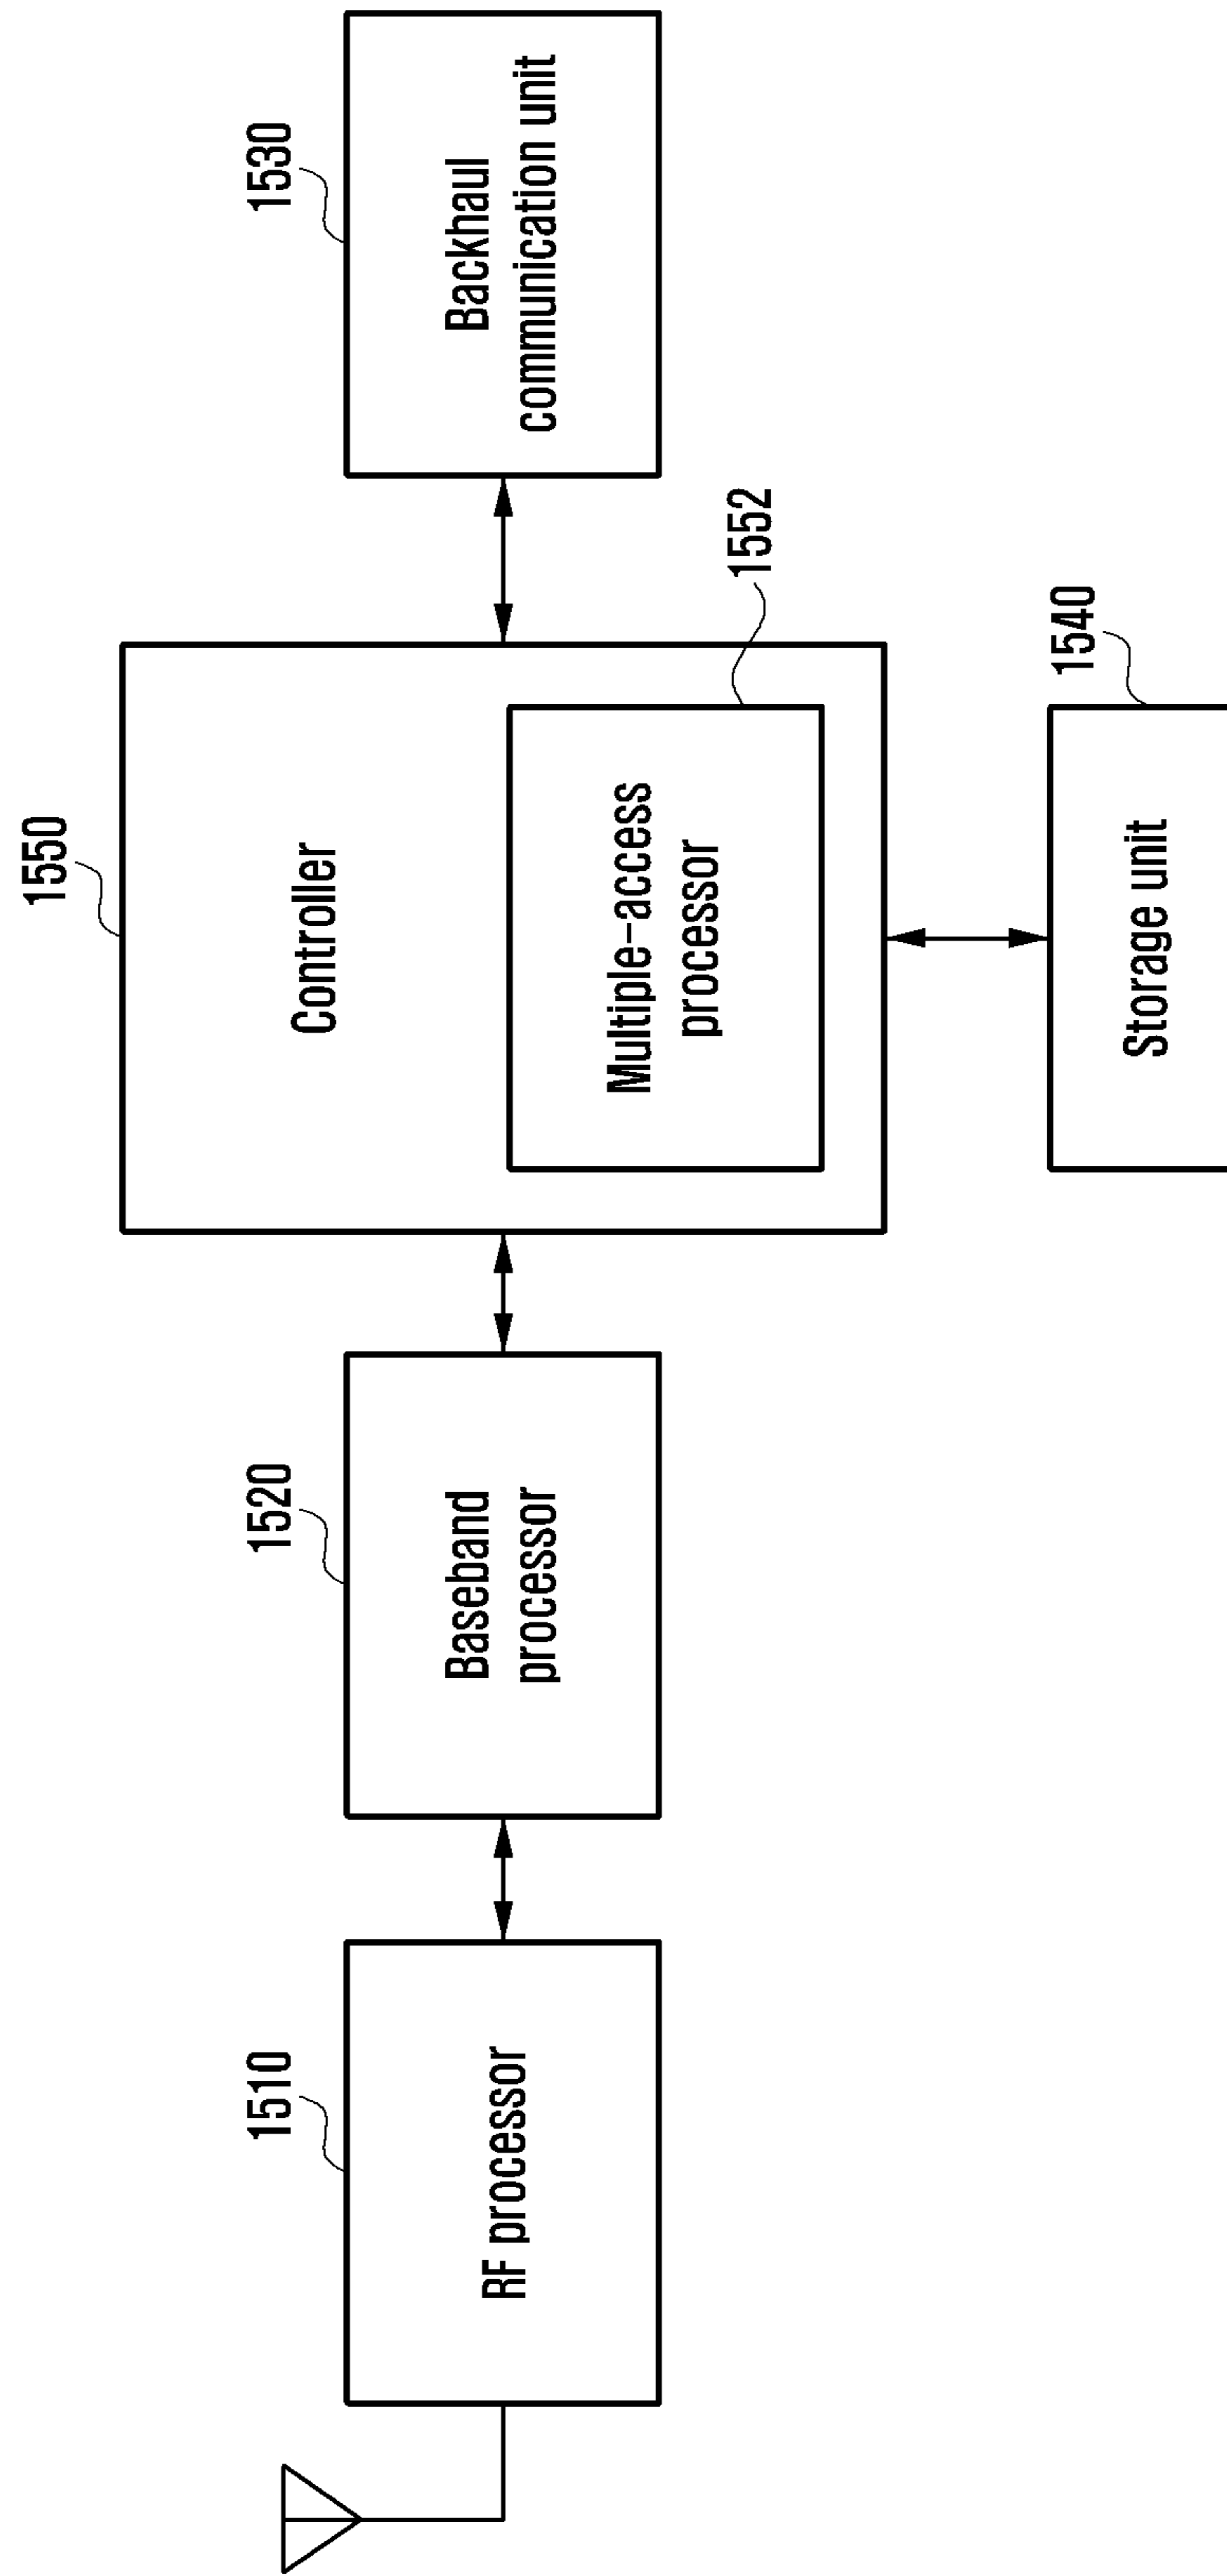 1550
1510
1520
1530
Controller
RF processor
Baseband
processor
Backhaul
communication unit
Multiple-access
processor
1552
1540
Storage unit